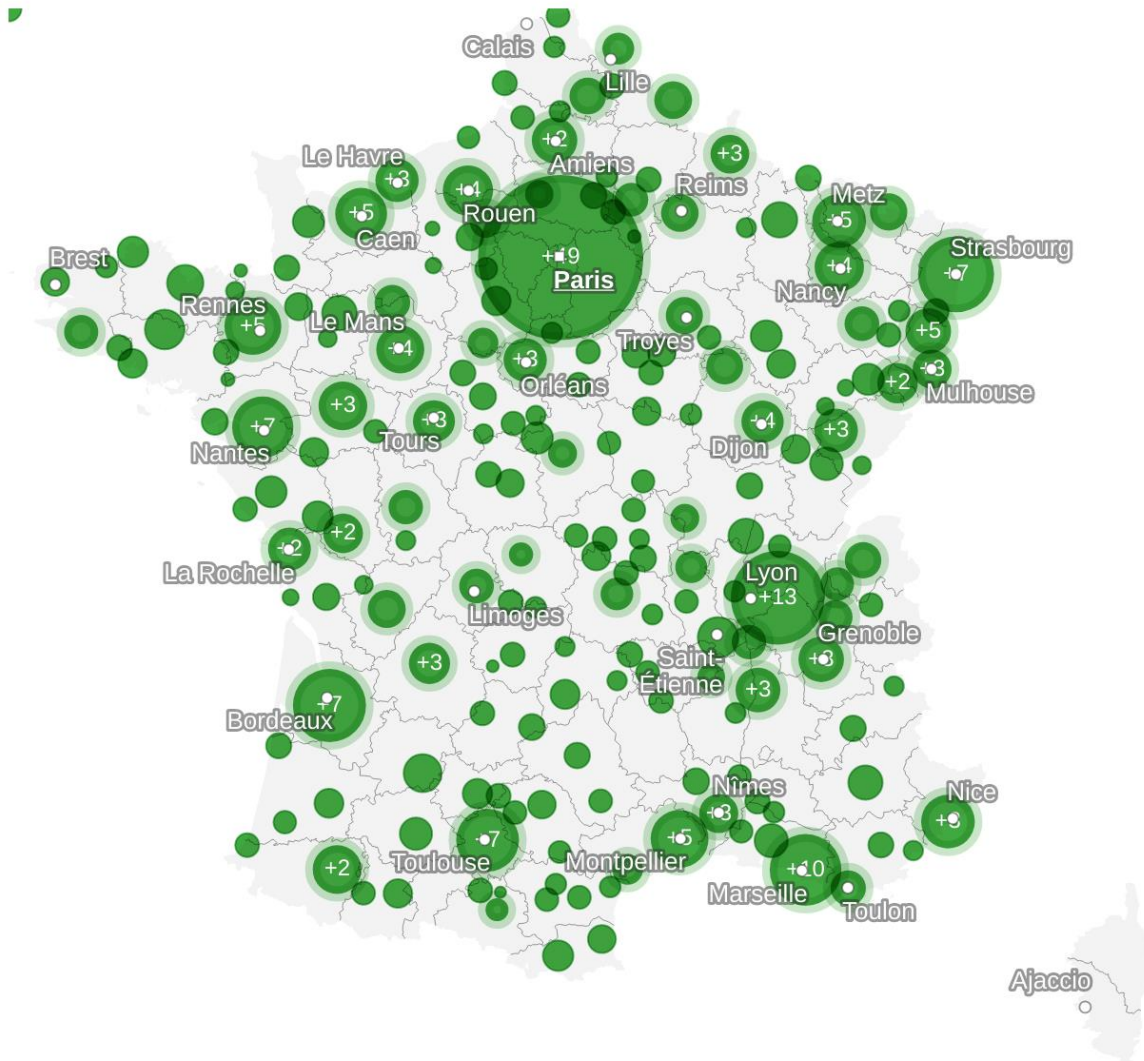 Calais
Lille
+2
Amiens
+3
Le Havre
+3
+4
Reims
Metz
Rouen
+5
Caen
+5
Strasbourg
Brest
Paris
+4
+7
Nancy
Rennes
+5
Le Mans
+4
Troyes
+5
+3
Orléans
+3
+2
Mulhouse
+3
+7
Nantes
+3
Tours
+4
Dijon
+3
+2
+2
La Rochelle
Lyon
+13
Limoges
Grenoble
Saint-
Étienne
+3
+3
+7
Bordeaux
Nîmes
+3
Nice
+7
Toulouse
+5
Montpellier
+2
+10
Marseille
Toulon
Ajaccio